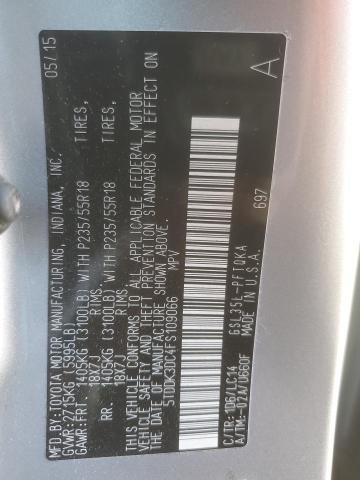 MFD.BY:TOYOTA MOTOR MANUFACTURING, INDIANA, INC. 05/15
GVWR:2715KG (5995LB)
GAWR:FRT. 1405KG (3100LB) WITH P235/55R18 TIRES,
18X7J RIMS,
RR. 1405KG (3100LB) WITH P235/55R18 TIRES,
18X7J RIMS,
THIS VEHICLE CONFORMS TO ALL APPLICABLE FEDERAL MOTOR
VEHICLE SAFETY AND THEFT PREVENTION STANDARDS IN EFFECT ON
THE DATE OF MANUFACTURE SHOWN ABOVE.
MPV
C/TR:1D6/LC14 GSL35L-PFTQKA
A/TM:-02A/U660F MADE IN U.S.A.
697
A